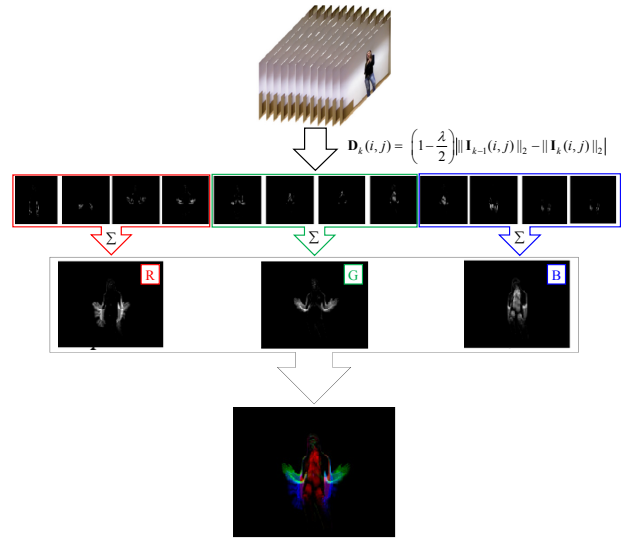 D_k(i, j) = (1 − λ/2) | || I_{k−1}(i, j) ||_2 − || I_k(i, j) ||_2 |
Σ Σ Σ
R G B